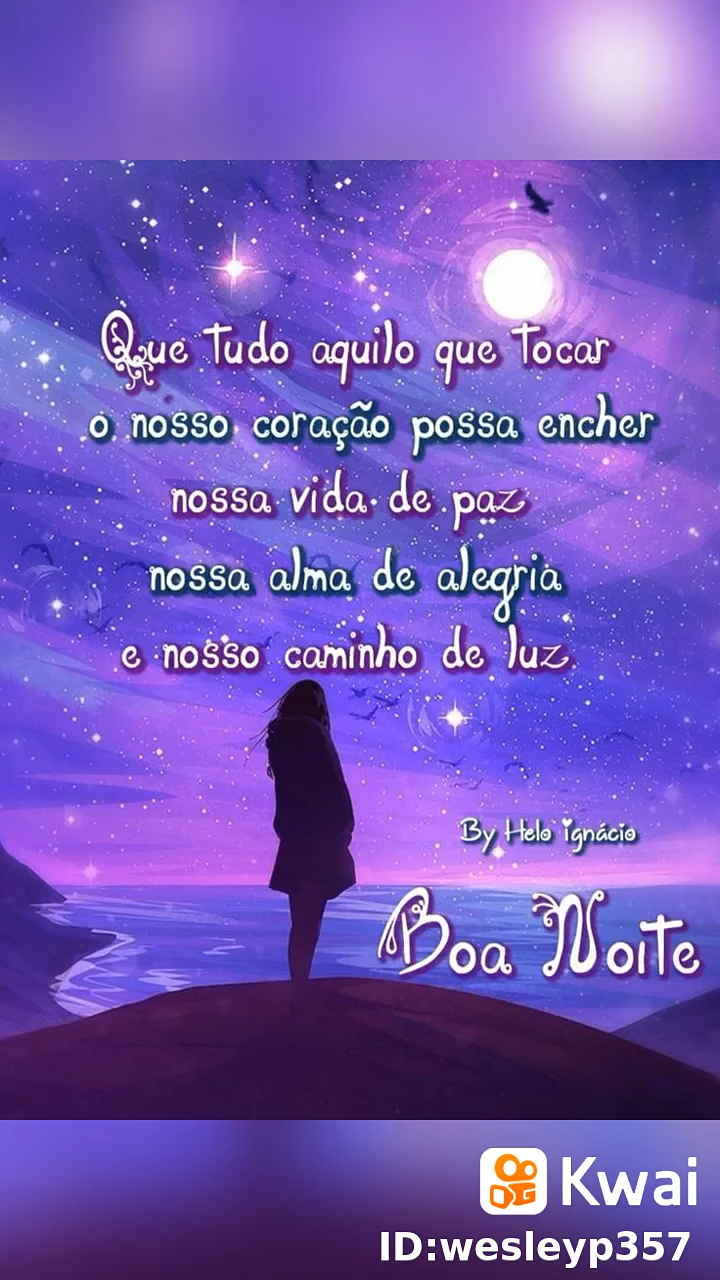 Que tudo aquilo que tocar
o nosso coração possa encher
nossa vida de paz
nossa alma de alegria
e nosso caminho de luz.
By Helo ignácio
Boa Noite
Kwai
ID:wesleyp357